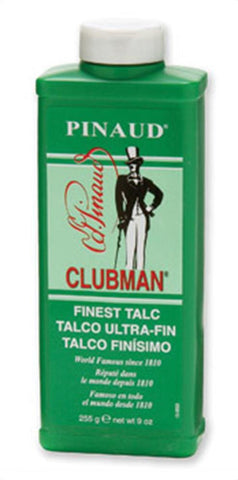 PINAUD®
Ed Pinaud
CLUBMAN®
FINEST TALC
TALCO ULTRA-FIN
TALCO FINÍSIMO
World Famous since 1810
Réputé dans
le monde depuis 1810
Famoso en todo
el mundo desde 1810
255 g e net wt 9 oz